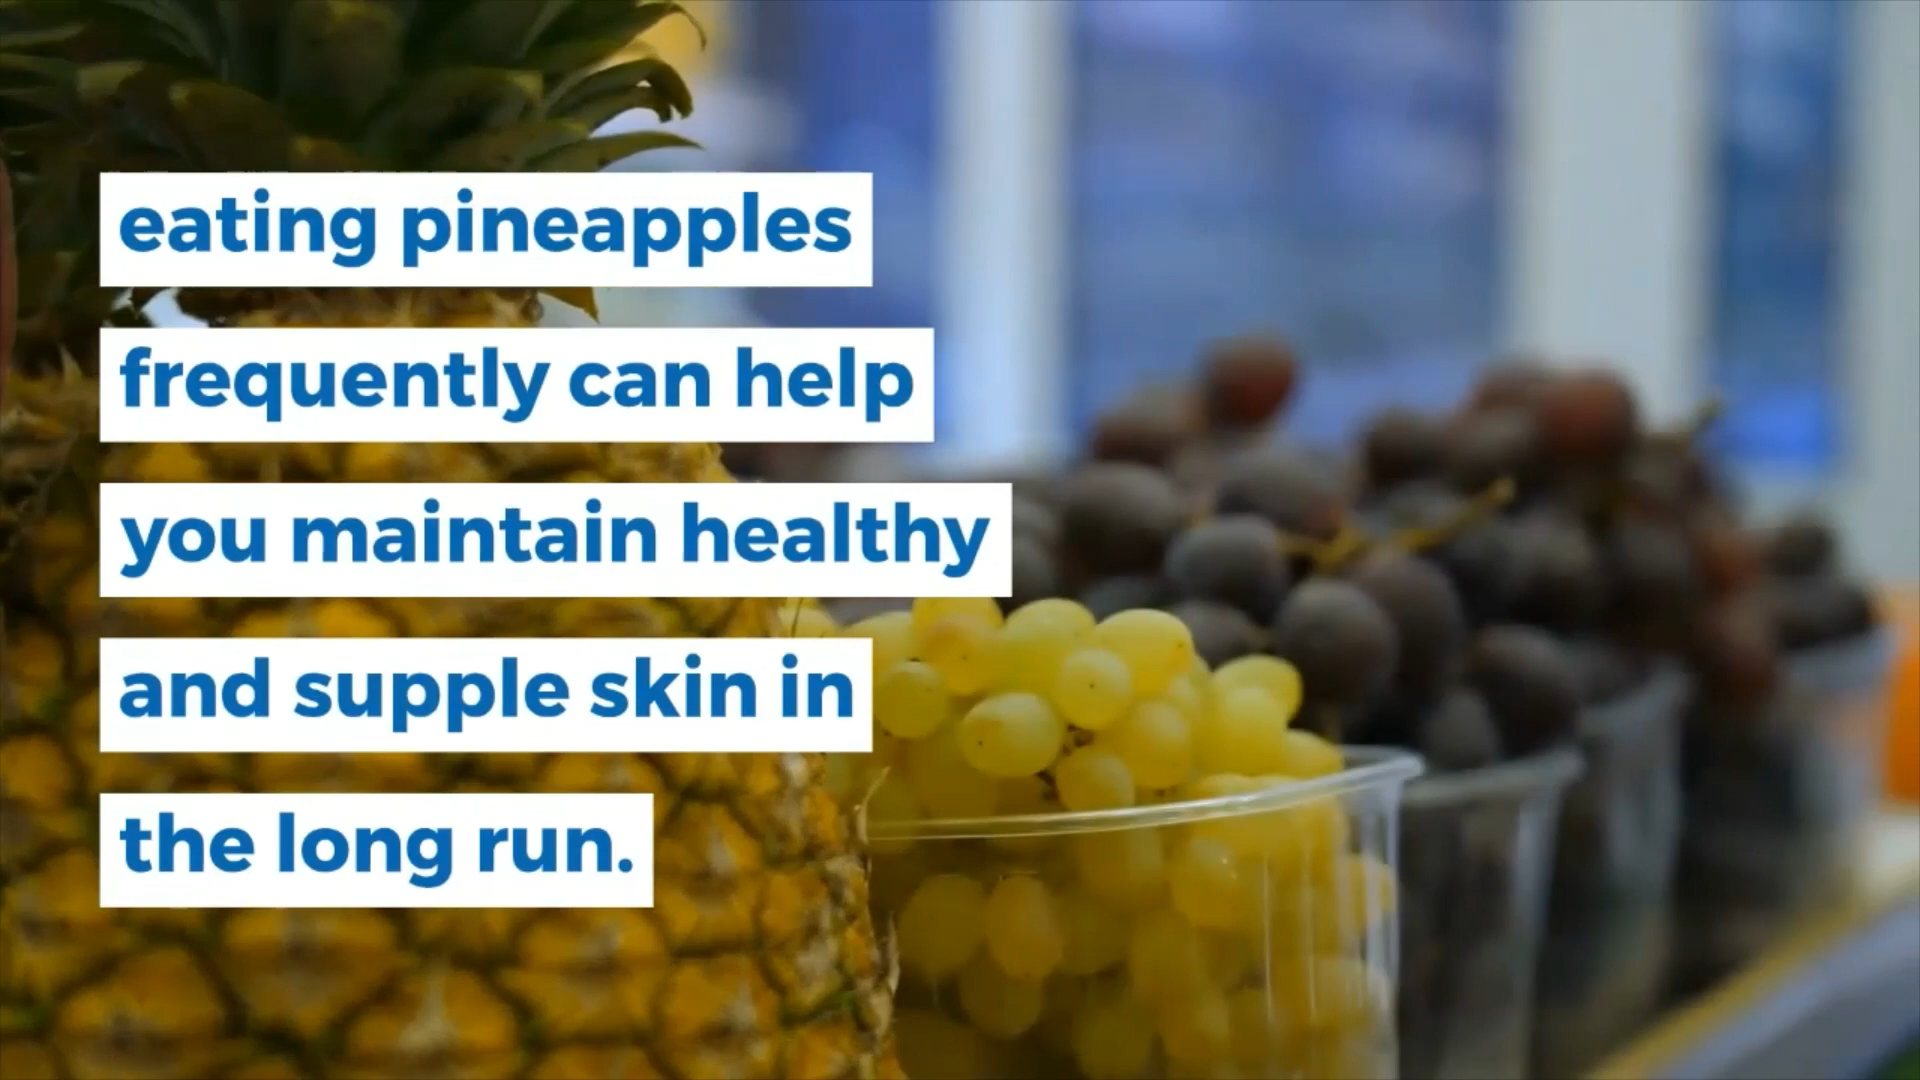 eating pineapples
frequently can help
you maintain healthy
and supple skin in
the long run.